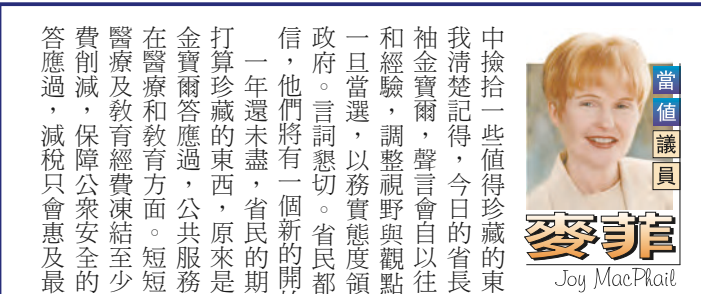 當值議員
麥菲
Joy MacPhail
中撿拾一些值得珍藏的東
我清楚記得，今日的省長
袖金寶爾，聲言會自以往
和經驗，調整視野與觀點
一旦當選，以務實態度領
政府。言詞懇切。省民都
信，他們將有一個新的開始
一年還未盡，省民的期
打算珍藏的東西，原來是
金寶爾答應過，公共服務
在醫療和教育方面。短短
醫療及教育經費凍結至少
費削減，保障公眾安全的
答應過，減稅只會惠及最